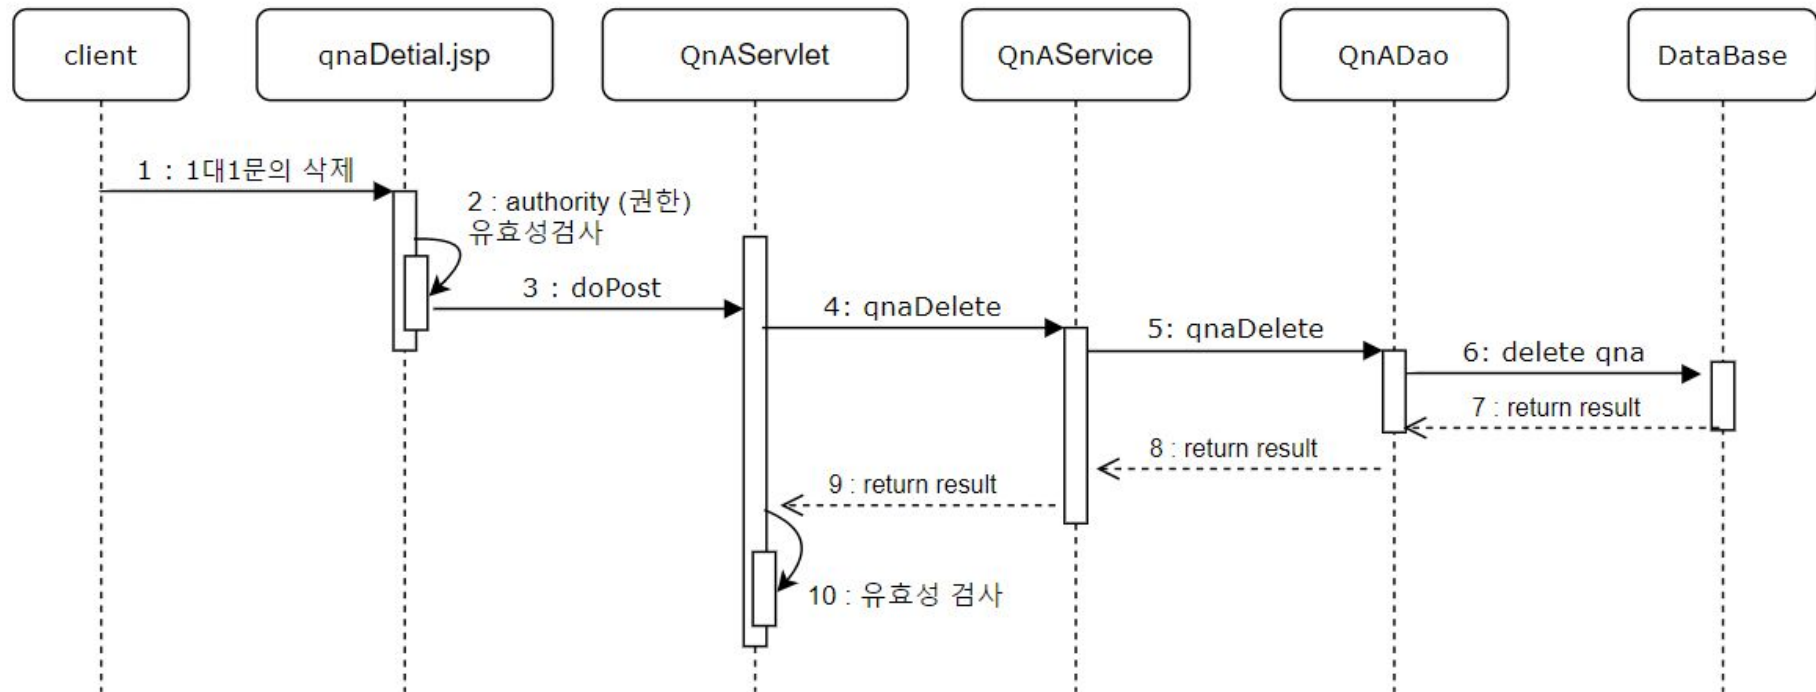 client
qnaDetial.jsp
QnAServlet
QnAService
QnADao
DataBase
1 : 1대1문의 삭제
2 : authority (권한)
유효성검사
3 : doPost
4: qnaDelete
5: qnaDelete
6: delete qna
7 : return result
8 : return result
9 : return result
10 : 유효성 검사